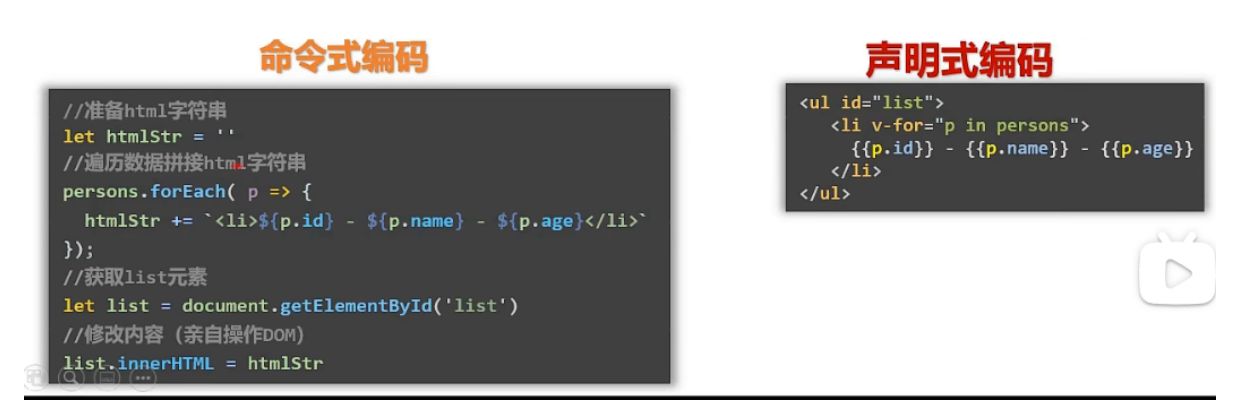 命令式编码
//准备html字符串
let htmlStr = ''
//遍历数据拼接html字符串
persons.forEach( p => {
  htmlStr += `<li>${p.id} - ${p.name} - ${p.age}</li>`
});
//获取list元素
let list = document.getElementById('list')
//修改内容（亲自操作DOM）
list.innerHTML = htmlStr
声明式编码
<ul id="list">
  <li v-for="p in persons">
    {{p.id}} - {{p.name}} - {{p.age}}
  </li>
</ul>